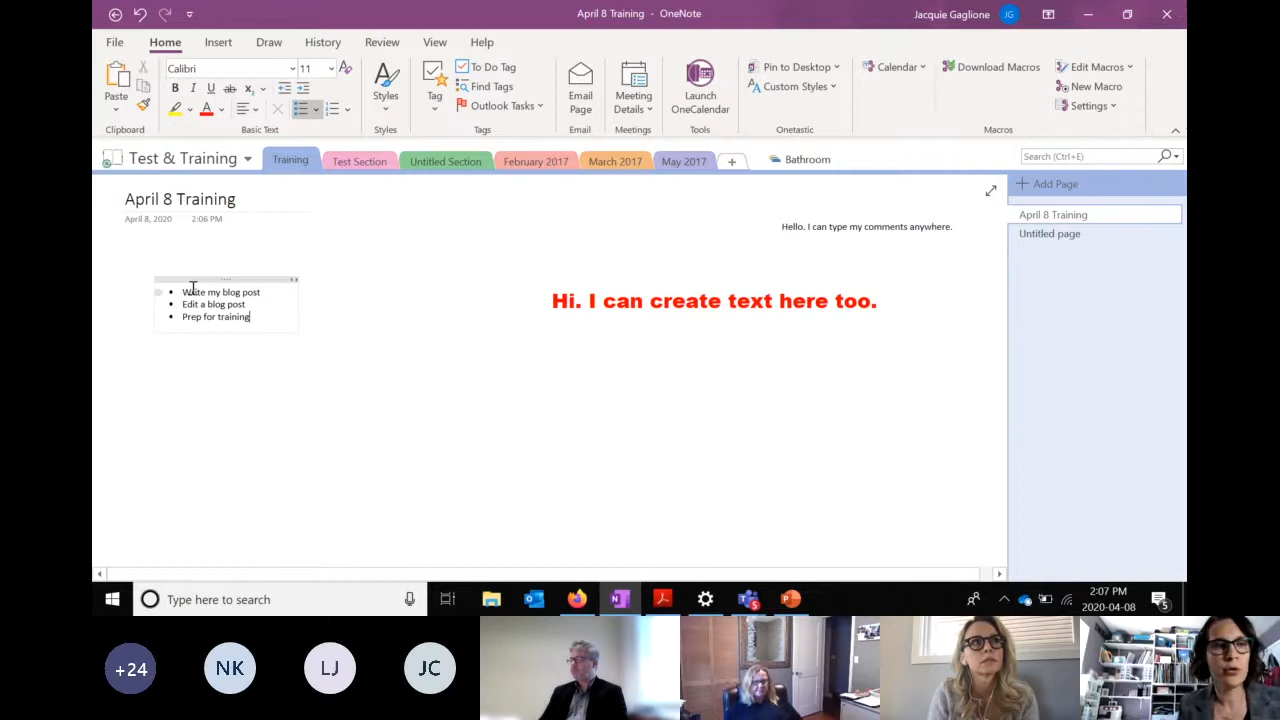 April 8 Training - OneNote
Jacquie Gaglione
JG
File
Home
Insert
Draw
History
Review
View
Help
Paste
Clipboard
Calibri
11
B
I
U
ab
X2
A
Basic Text
Styles
Styles
Tag
To Do Tag
Find Tags
Outlook Tasks
Tags
Email
Page
Email
Meeting
Details
Meetings
Launch
OneCalendar
Tools
Pin to Desktop
Custom Styles
Onetastic
Calendar
Download Macros
Edit Macros
New Macro
Settings
Macros
Test & Training
Training
Test Section
Untitled Section
February 2017
March 2017
May 2017
Bathroom
Search (Ctrl+E)
April 8 Training
April 8, 2020 2:06 PM
Hello. I can type my comments anywhere.
• Write my blog post
• Edit a blog post
• Prep for training
Hi. I can create text here too.
Add Page
April 8 Training
Untitled page
Type here to search
5
2:07 PM
2020-04-08
5
+24
NK
LJ
JC